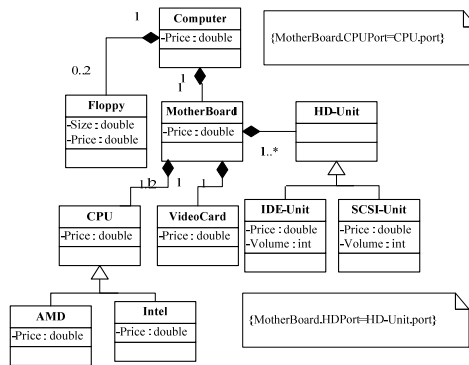 Computer
-Price : double
1
{MotherBoard.CPUPort=CPU.port}
0..2
1
1
Floppy
-Size : double
-Price : double
MotherBoard
-Price : double
1
HD-Unit
1..*
1..2
1
1
CPU
-Price : double
VideoCard
-Price : double
IDE-Unit
-Price : double
-Volume : int
SCSI-Unit
-Price : double
-Volume : int
AMD
-Price : double
Intel
-Price : double
{MotherBoard.HDPort=HD-Unit.port}